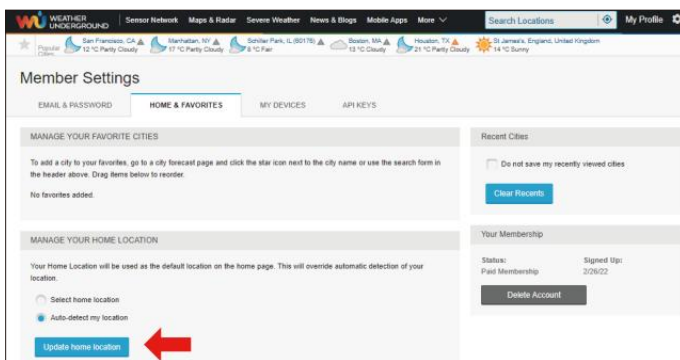 WEATHER UNDERGROUND
Sensor Network Maps & Radar Severe Weather News & Blogs Mobile Apps More
Search Locations
My Profile
Popular Cities
San Francisco, CA
12 °C Partly Cloudy
Manhattan, NY
17 °C Partly Cloudy
Schiller Park, IL (60176)
8 °C Fair
Boston, MA
13 °C Cloudy
Houston, TX
21 °C Partly Cloudy
St James's, England, United Kingdom
14 °C Sunny
Member Settings
EMAIL & PASSWORD HOME & FAVORITES MY DEVICES API KEYS
MANAGE YOUR FAVORITE CITIES
To add a city to your favorites, go to a city forecast page and click the star icon next to the city name or use the search form in
the header above. Drag items below to reorder.
No favorites added.
MANAGE YOUR HOME LOCATION
Your Home Location will be used as the default location on the home page. This will override automatic detection of your
location.
Select home location
Auto-detect my location
Update home location
Recent Cities
Do not save my recently viewed cities
Clear Recents
Your Membership
Status: Signed Up:
Paid Membership 2/26/22
Delete Account